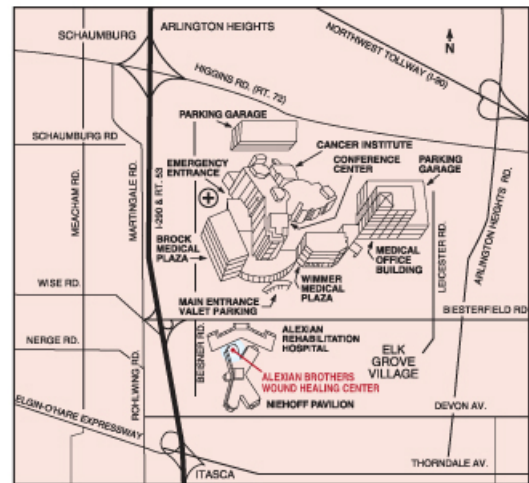 SCHAUMBURG
ARLINGTON HEIGHTS
NORTHWEST TOLLWAY (I-90)
N
HIGGINS RD. (RT. 72)
PARKING GARAGE
SCHAUMBURG RD
CANCER INSTITUTE
EMERGENCY
ENTRANCE
CONFERENCE
CENTER
PARKING
GARAGE
MEACHAM RD.
MARTINGALE RD.
I-290 & RT. 53
ARLINGTON HEIGHTS RD.
LEICESTER RD.
BROCK
MEDICAL
PLAZA
MEDICAL
OFFICE
BUILDING
WIMMER
MEDICAL
PLAZA
WISE RD.
MAIN ENTRANCE
VALET PARKING
BIESTERFIELD RD
NERGE RD.
ROHLWING RD.
BEISNER RD.
ALEXIAN
REHABILITATION
HOSPITAL
ELK
GROVE
VILLAGE
ALEXIAN BROTHERS
WOUND HEALING CENTER
NIEHOFF PAVILION
ELGIN-O'HARE EXPRESSWAY
DEVON AV.
THORNDALE AV.
ITASCA